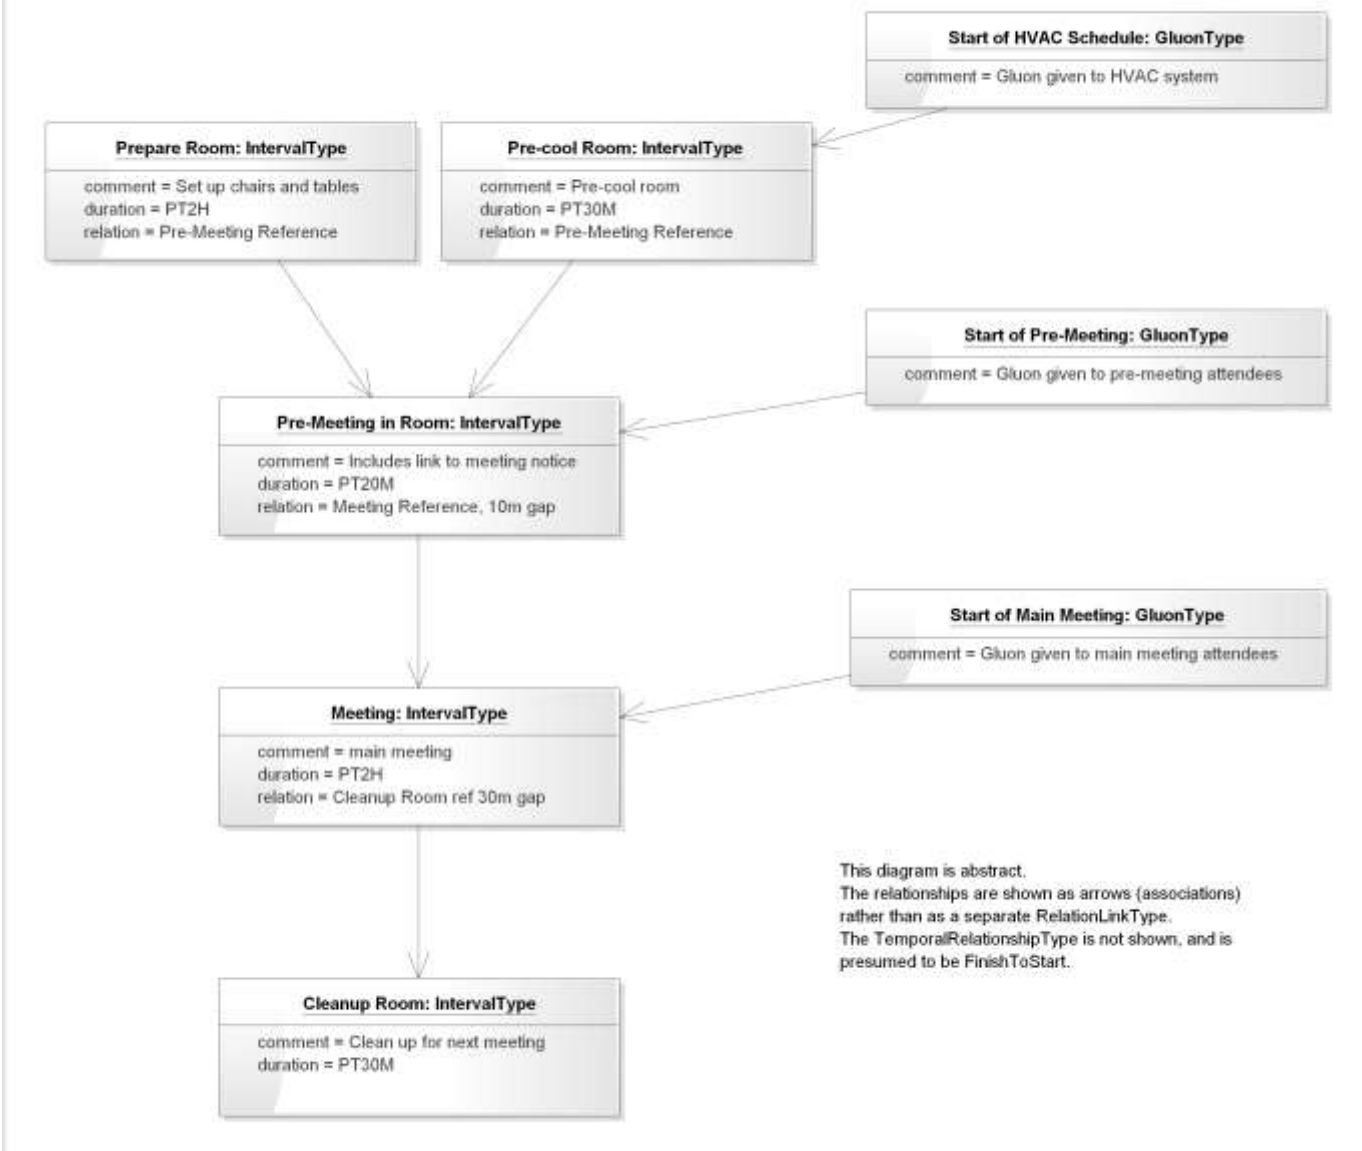 Start of HVAC Schedule: GluonType
comment = Gluon given to HVAC system
Prepare Room: IntervalType
comment = Set up chairs and tables
duration = PT2H
relation = Pre-Meeting Reference
Pre-cool Room: IntervalType
comment = Pre-cool room
duration = PT30M
relation = Pre-Meeting Reference
Start of Pre-Meeting: GluonType
comment = Gluon given to pre-meeting attendees
Pre-Meeting in Room: IntervalType
comment = Includes link to meeting notice
duration = PT20M
relation = Meeting Reference, 10m gap
Start of Main Meeting: GluonType
comment = Gluon given to main meeting attendees
Meeting: IntervalType
comment = main meeting
duration = PT2H
relation = Cleanup Room ref 30m gap
This diagram is abstract.
The relationships are shown as arrows (associations)
rather than as a separate RelationLinkType.
The TemporalRelationshipType is not shown, and is
presumed to be FinishToStart.
Cleanup Room: IntervalType
comment = Clean up for next meeting
duration = PT30M